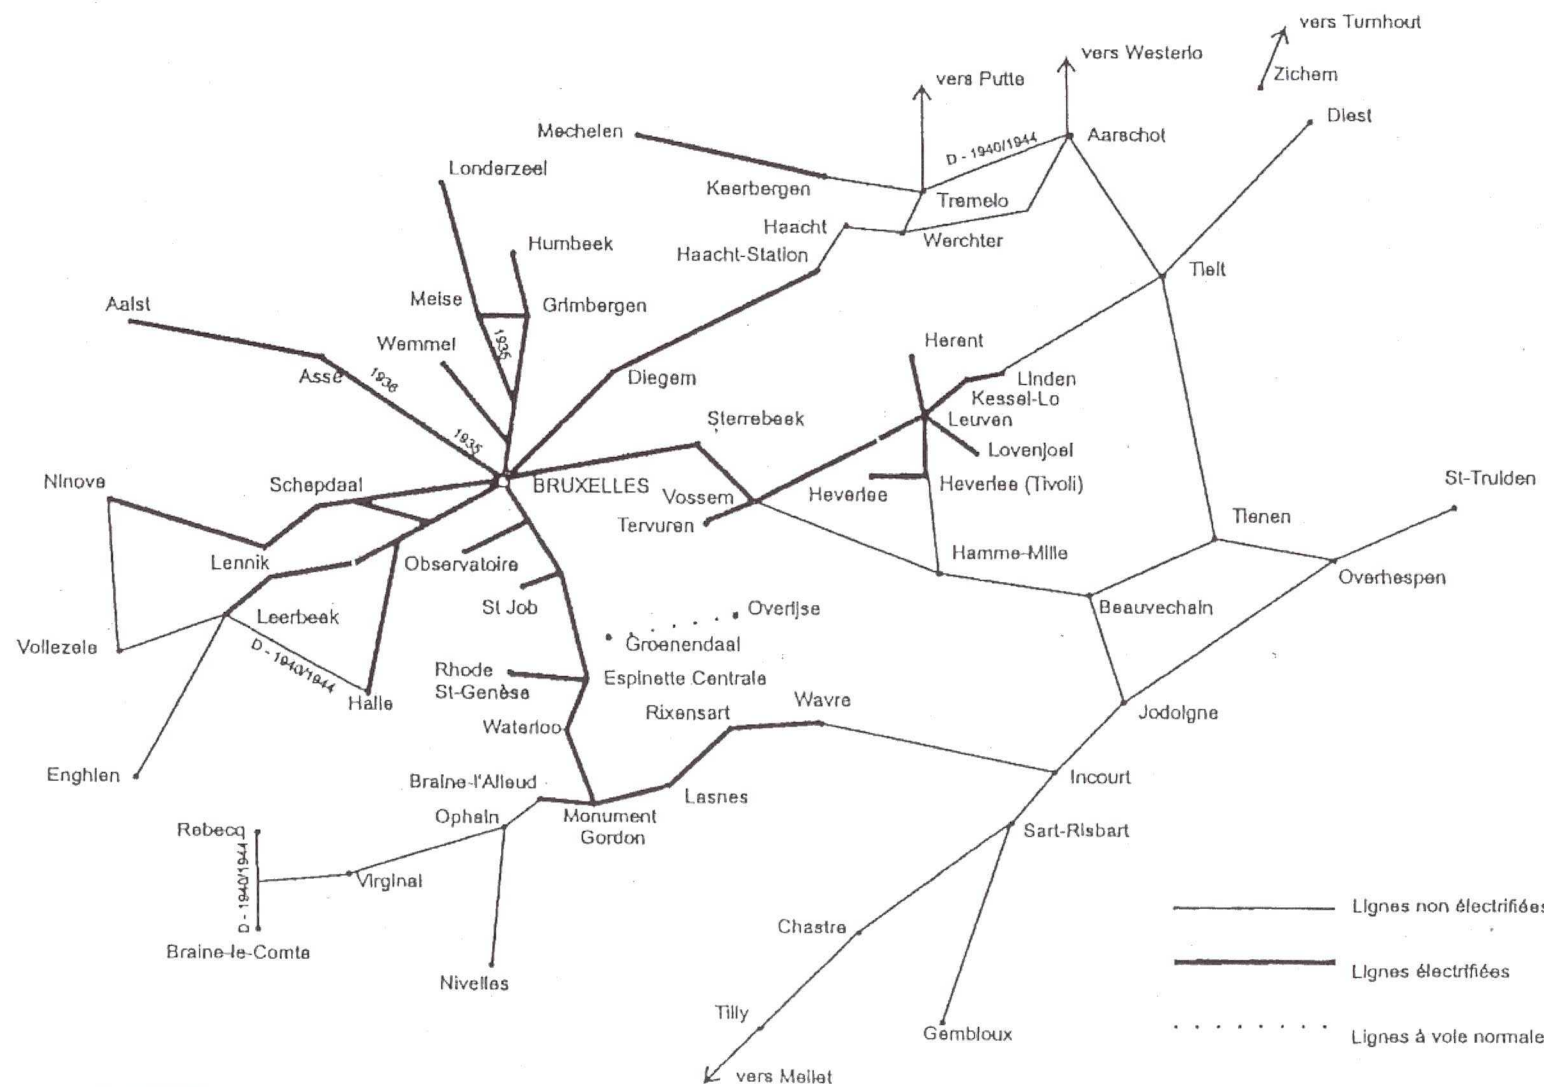 vers Turnhout
vers Westerlo
Zichem
vers Putte
Diest
Mechelen
D - 1940/1944
Aarschot
Londerzeel
Keerbergen
Tremelo
Haacht
Werchter
Humbeek
Haacht-Station
Tielt
Aalst
Meise
Grimbergen
1935
Wemmel
Herent
Asse
1936
Diegem
Linden
Kessel-Lo
Sterrebeek
Leuven
1935
Lovenjoel
Ninove
Schepdaal
BRUXELLES
Vossem
Heverlee
Heverlee (Tivoli)
St-Truiden
Tervuren
Tienen
Lennik
Observatoire
Hamme-Mille
Overhespen
St Job
Beauvechain
Leerbeek
Overijse
Groenendaal
Vollezele
D - 1940/1944
Rhode
St-Genèse
Espinette Centrale
Halle
Rixensart
Wavre
Jodoigne
Waterloo
Enghien
Braine-l'Alleud
Lasnes
Incourt
Ophain
Monument
Gordon
Rebecq
Sart-Risbart
D - 1940/1944
Virginal
Lignes non électrifiées
Chastre
Braine-le-Comte
Lignes électrifiées
Nivelles
Tilly
Gembloux
Lignes à voie normale
vers Mellet